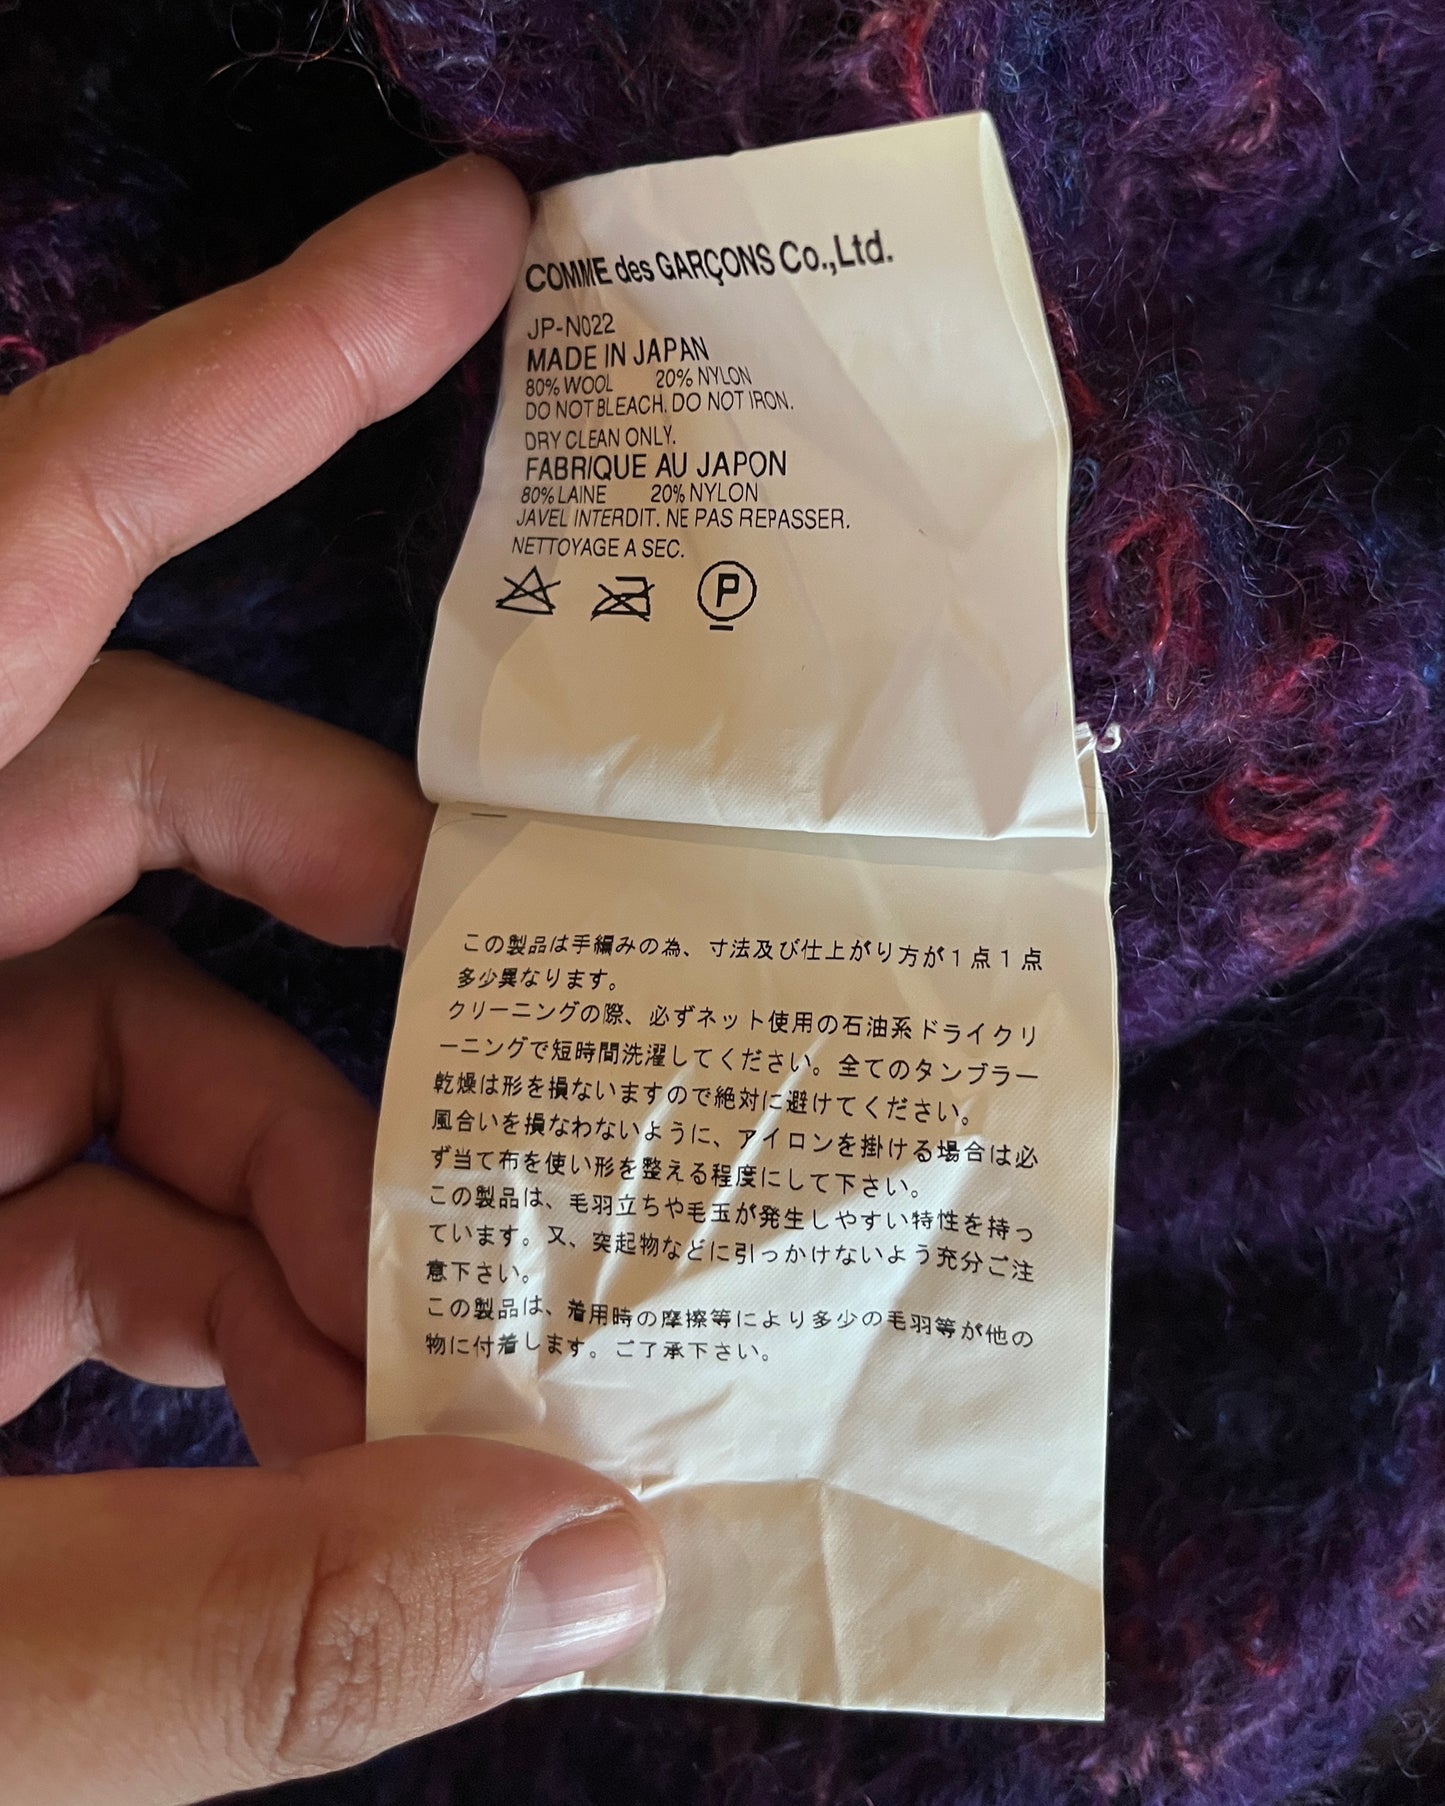 COMME des GARÇONS Co.,Ltd.
JP-N022
MADE IN JAPAN
80% WOOL 20% NYLON
DO NOT BLEACH. DO NOT IRON.
DRY CLEAN ONLY.
FABRIQUE AU JAPON
80% LAINE 20% NYLON
JAVEL INTERDIT. NE PAS REPASSER.
NETTOYAGE A SEC.
P
この製品は手編みの為、寸法及び仕上がり方が1点1点
多少異なります。
クリーニングの際、必ずネット使用の石油系ドライクリ
ーニングで短時間洗濯してください。全てのタンブラー
乾燥は形を損ないますので絶対に避けてください。
風合いを損なわないように、アイロンを掛ける場合は必
ず当て布を使い形を整える程度にして下さい。
この製品は、毛羽立ちや毛玉が発生しやすい特性を持っ
ています。又、突起物などに引っかけないよう充分ご注
意下さい。
この製品は、着用時の摩擦等により多少の毛羽等が他の
物に付着します。ご了承下さい。